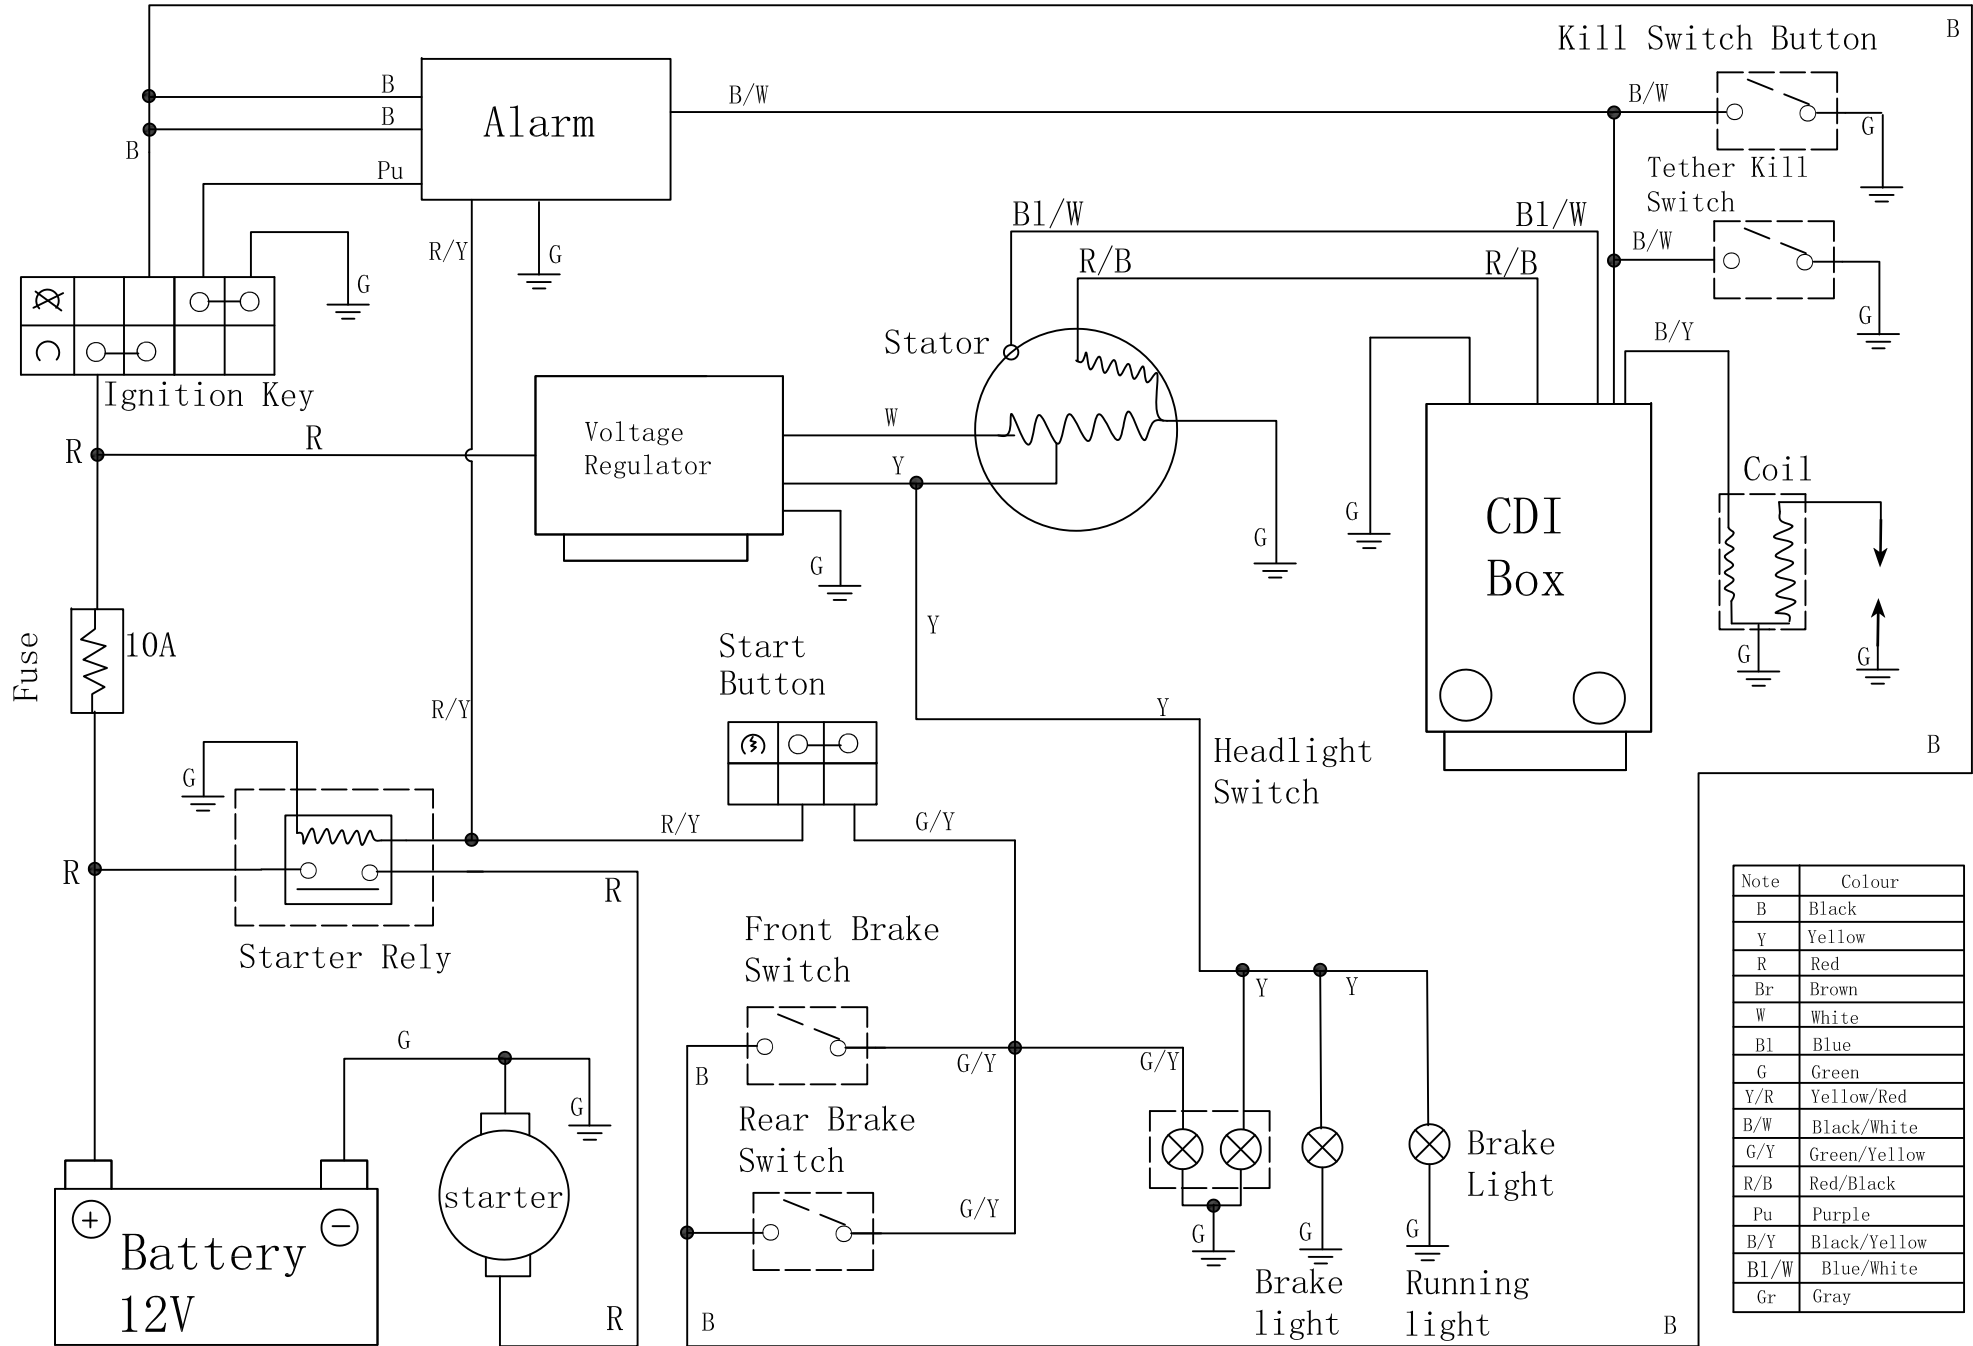 B
Kill Switch Button
B
B
B
Alarm
B/W
B/W
G
Pu
Tether Kill
Switch
B/W
G
R/Y
G
G
Bl/W
Bl/W
R/B
R/B
B/Y
Stator
Ignition Key
R
R
Voltage
Regulator
W
Y
G
G
G
CDI
Box
Coil
G
G
Fuse
10A
Y
Start
Button
R/Y
Y
Headlight
Switch
B
G
R/Y
G/Y
R
R
Starter Rely
Front Brake
Switch
Y
Y
G
G
B
G/Y
G/Y
Rear Brake
Switch
G/Y
starter
+
−
Battery
12V
R
B
Brake
Light
G
G
G
Brake
light
Running
light
B
Note Colour
B Black
Y Yellow
R Red
Br Brown
W White
Bl Blue
G Green
Y/R Yellow/Red
B/W Black/White
G/Y Green/Yellow
R/B Red/Black
Pu Purple
B/Y Black/Yellow
Bl/W Blue/White
Gr Gray